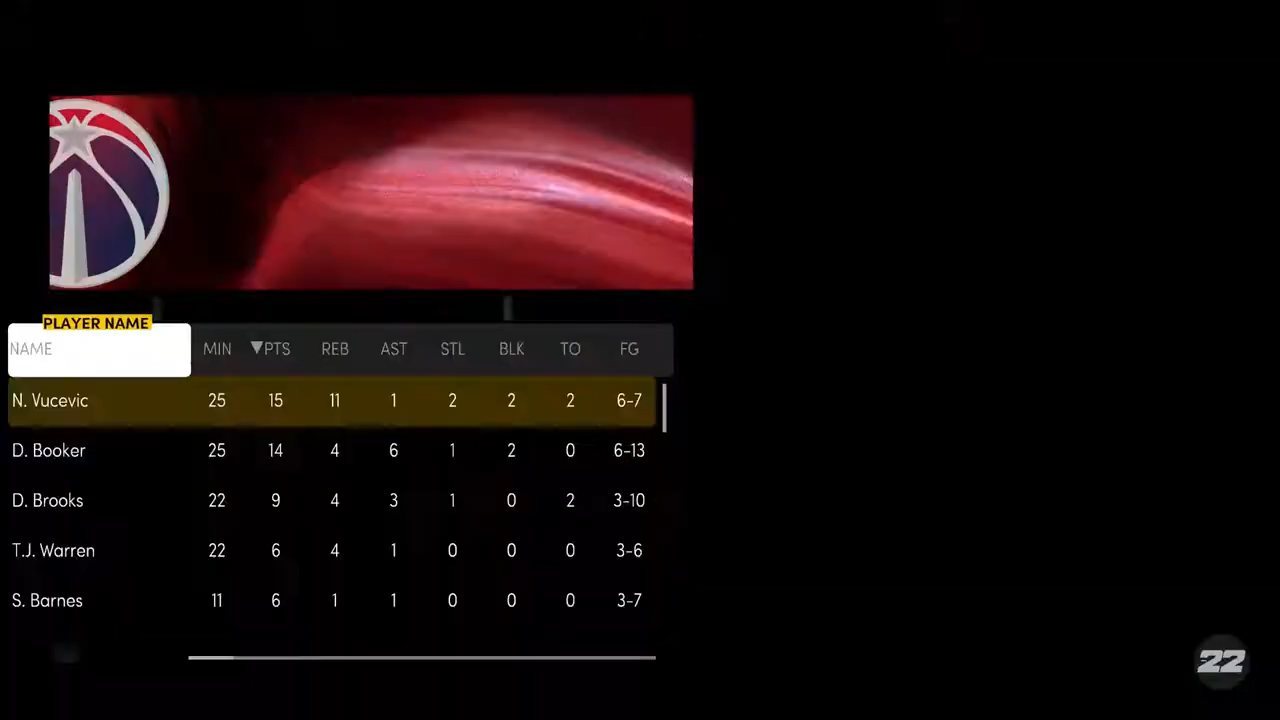 PLAYER NAME
NAME MIN ▼PTS REB AST STL BLK TO FG
N. Vucevic 25 15 11 1 2 2 2 6-7
D. Booker 25 14 4 6 1 2 0 6-13
D. Brooks 22 9 4 3 1 0 2 3-10
T.J. Warren 22 6 4 1 0 0 0 3-6
S. Barnes 11 6 1 1 0 0 0 3-7
22